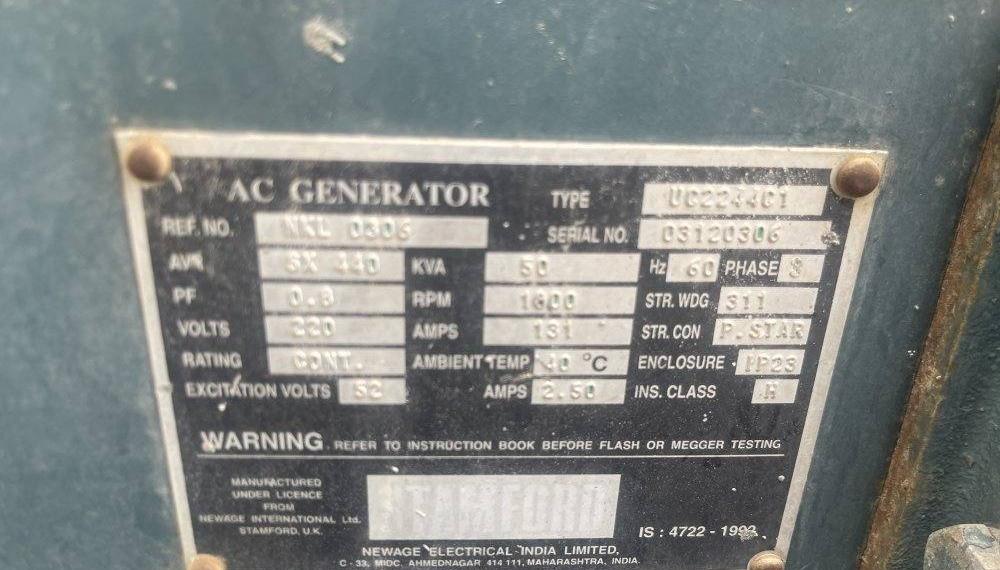 AC GENERATOR TYPE UC2244C1
REF. NO. NKL 0306 SERIAL NO. 03120306
AVR SX 440 KVA 50 Hz 60 PHASE 3
PF 0.8 RPM 1800 STR. WDG 311
VOLTS 220 AMPS 131 STR. CON P.STAR
RATING CONT. AMBIENT TEMP 40 °C ENCLOSURE IP23
EXCITATION VOLTS 52 AMPS 2.50 INS. CLASS H
WARNING REFER TO INSTRUCTION BOOK BEFORE FLASH OR MEGGER TESTING
MANUFACTURED
UNDER LICENCE
FROM
NEWAGE INTERNATIONAL Ltd.
STAMFORD, U.K.
STAMFORD
IS : 4722 - 1992
NEWAGE ELECTRICAL INDIA LIMITED,
C - 33, MIDC, AHMEDNAGAR 414 111, MAHARASHTRA, INDIA